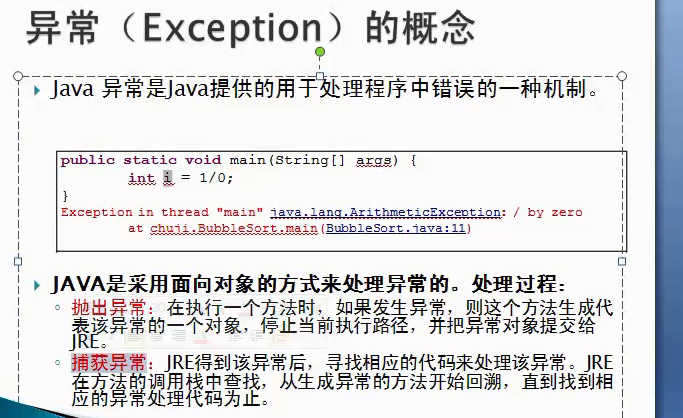 异常（Exception）的概念
Java 异常是Java提供的用于处理程序中错误的一种机制。
public static void main(String[] args) {
int i = 1/0;
}
Exception in thread "main" java.lang.ArithmeticException: / by zero
at chuji.BubbleSort.main(BubbleSort.java:11)
JAVA是采用面向对象的方式来处理异常的。处理过程：
抛出异常：在执行一个方法时，如果发生异常，则这个方法生成代
表该异常的一个对象，停止当前执行路径，并把异常对象提交给
JRE。
捕获异常：JRE得到该异常后，寻找相应的代码来处理该异常。JRE
在方法的调用栈中查找，从生成异常的方法开始回溯，直到找到相
应的异常处理代码为止。